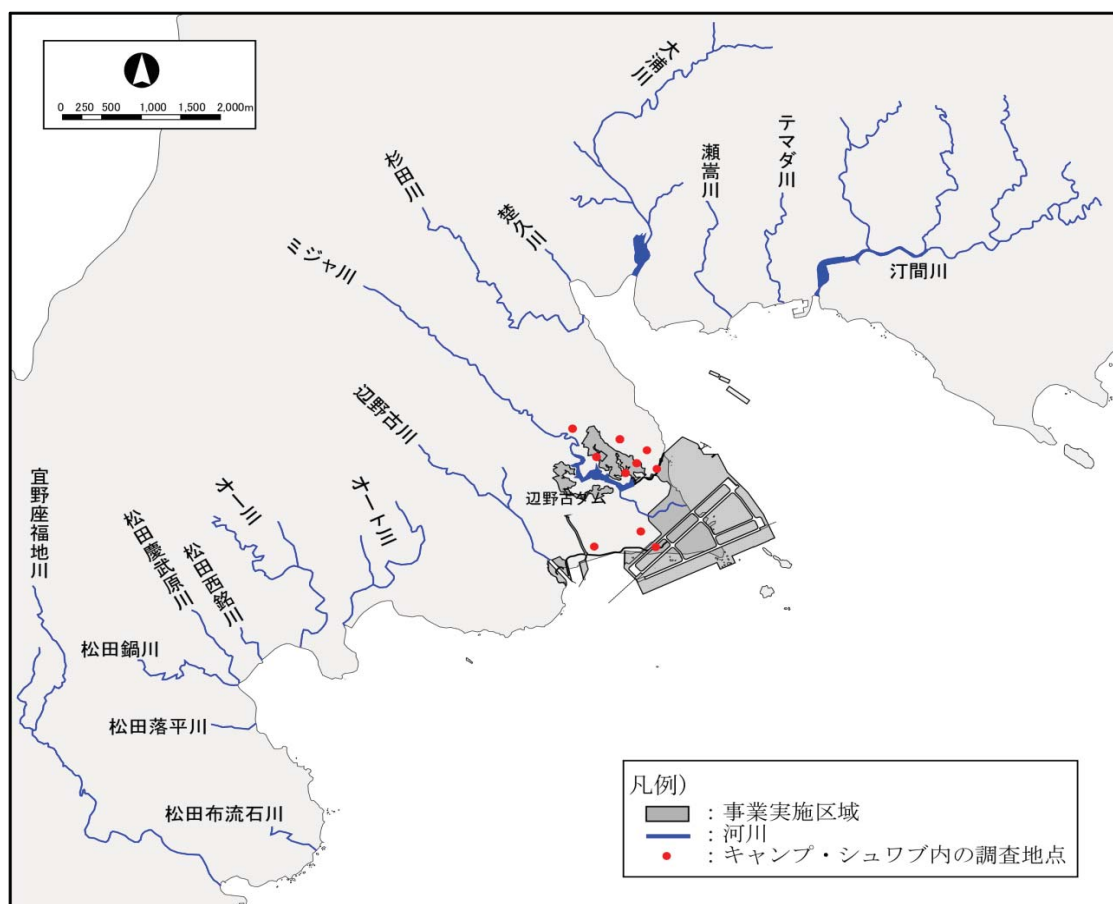 0 250 500 1,000 1,500 2,000m
大浦川
テマダ川
瀬嵩川
杉田川
楚久川
ミジャ川
汀間川
辺野古川
辺野古ダム
オート川
オー川
松田西銘川
松田慶武原川
宜野座福地川
松田鍋川
松田落平川
松田布流石川
凡例)
：事業実施区域
：河川
：キャンプ・シュワブ内の調査地点